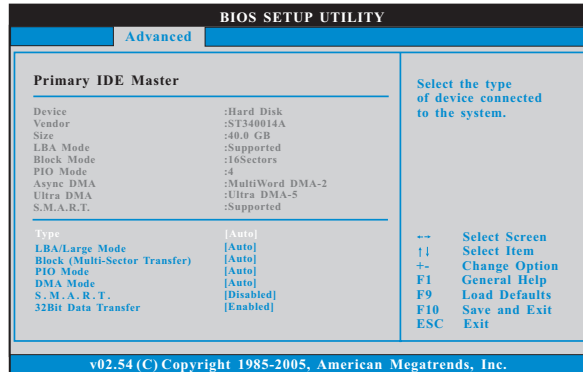 BIOS SETUP UTILITY
Advanced
Primary IDE Master
Device :Hard Disk
Vendor :ST340014A
Size :40.0 GB
LBA Mode :Supported
Block Mode :16Sectors
PIO Mode :4
Async DMA :MultiWord DMA-2
Ultra DMA :Ultra DMA-5
S.M.A.R.T. :Supported
Type [Auto]
LBA/Large Mode [Auto]
Block (Multi-Sector Transfer) [Auto]
PIO Mode [Auto]
DMA Mode [Auto]
S.M.A.R.T. [Disabled]
32Bit Data Transfer [Enabled]
Select the type
of device connected
to the system.
←→ Select Screen
↑↓ Select Item
+- Change Option
F1 General Help
F9 Load Defaults
F10 Save and Exit
ESC Exit
v02.54 (C) Copyright 1985-2005, American Megatrends, Inc.